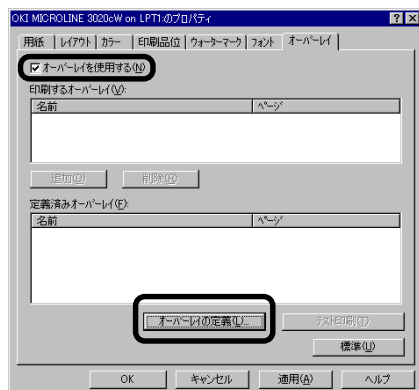 OKI MICROLINE 3020cW on LPT1:のプロパティ
用紙 レイアウト カラー 印刷品位 ウォーターマーク フォント オーバーレイ
オーバーレイを使用する(N)
印刷するオーバーレイ(V):
名前 ページ
追加(D) 削除(R)
定義済みオーバーレイ(F):
名前 ページ
オーバーレイの定義(L)... テスト印刷(T)
標準(U)
OK キャンセル 適用(A) ヘルプ